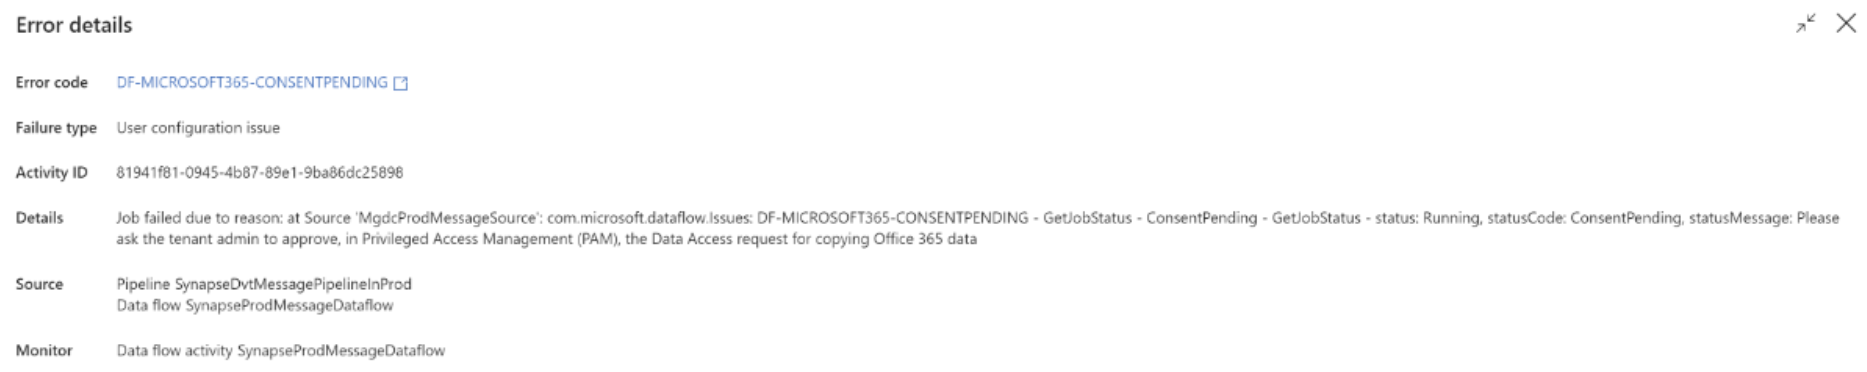 Error details
Error code DF-MICROSOFT365-CONSENTPENDING
Failure type User configuration issue
Activity ID 81941f81-0945-4b87-89e1-9ba86dc25898
Details Job failed due to reason: at Source 'MgdcProdMessageSource': com.microsoft.dataflow.Issues: DF-MICROSOFT365-CONSENTPENDING - GetJobStatus - ConsentPending - GetJobStatus - status: Running, statusCode: ConsentPending, statusMessage: Please
ask the tenant admin to approve, in Privileged Access Management (PAM), the Data Access request for copying Office 365 data
Source Pipeline SynapseDvtMessagePipelineInProd
Data flow SynapseProdMessageDataflow
Monitor Data flow activity SynapseProdMessageDataflow